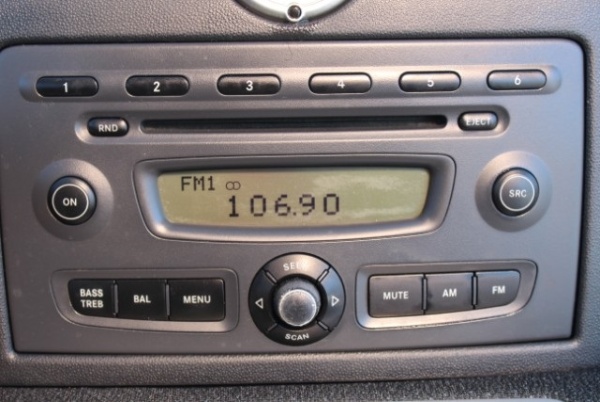 1 2 3 4 5 6
RND EJECT
FM1
ON 106.90 SRC
SEEK
BASS TREB BAL MENU MUTE AM FM
SCAN